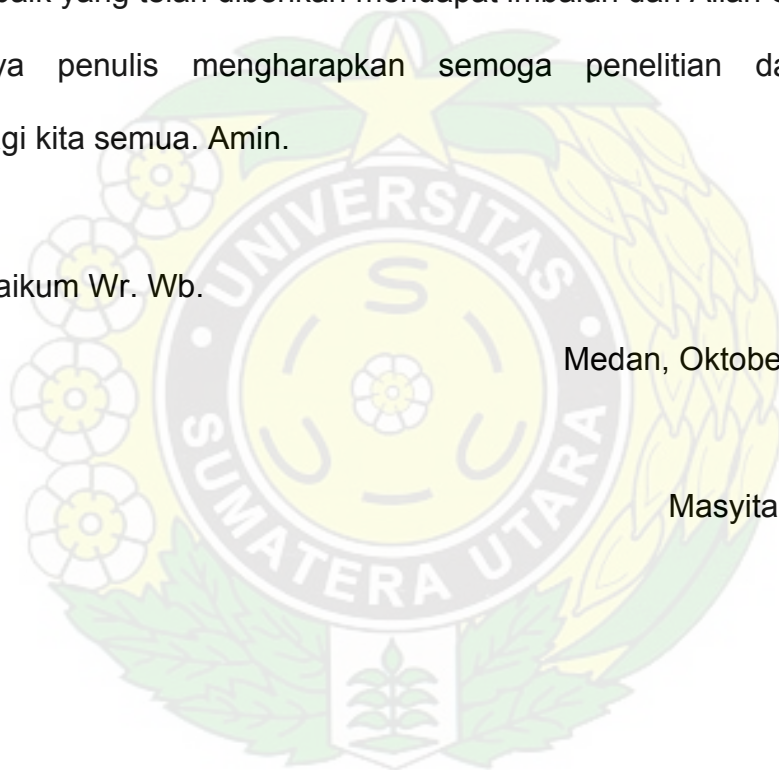 baik yang telah diberikan mendapat imbalan dari Allah
ya penulis mengharapkan semoga penelitian da
gi kita semua. Amin.
aikum Wr. Wb.
Medan, Oktobe
Masyita
UNIVERSITAS
SUMATERA UTARA
U S U